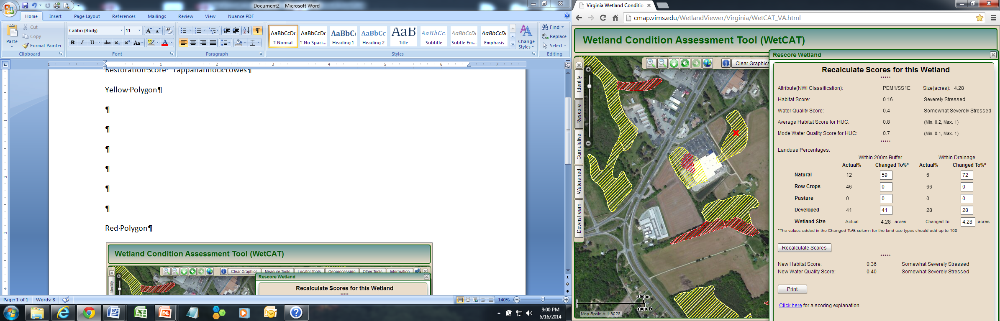 Document2 - Microsoft Word
Home Insert Page Layout References Mailings Review View Nuance PDF
Paste
Cut
Copy
Format Painter
Clipboard
Calibri (Body) 11
Font
Paragraph
AaBbCcDc AaBbCcDc AaBbC AaBbCc AaB AaBbCc. AaBbCcDc AaBbCcDc
¶ Normal ¶ No Spaci... Heading 1 Heading 2 Title Subtitle Subtle Em... Emphasis
Change Styles
Styles
Find
Replace
Select
Editing
Restoration·Score·–·Tappahannock·Lowes¶
Yellow·Polygon¶
¶
¶
¶
¶
¶
¶
Red·Polygon¶
Wetland Condition Assessment Tool (WetCAT)
Clear Graphics Measure Tools Locator Tools Geoprocessing Other Tools Information
Identify
Rescore Wetland
Recalculate Scores for this Wetland
*****
Page: 1 of 1 Words: 8
140%
9:00 PM
6/16/2014
Virginia Wetland Conditio
cmap.vims.edu/WetlandViewer/Virginia/WetCAT_VA.html
Wetland Condition Assessment Tool (WetCAT)
Clear Graphics
Identify
Rescore
Cumulative
Watershed
Downstream
300 m
1000 ft
Map Scale is 1:9028
Rescore Wetland
Recalculate Scores for this Wetland
*****
Attribute(NWI Classification): PEM1/SS1E Size(acres): 4.28
Habitat Score: 0.16 Severely Stressed
Water Quality Score: 0.4 Somewhat Severely Stressed
Average Habitat Score for HUC: 0.8 (Min. 0.2, Max. 1)
Mode Water Quality Score for HUC: 0.7 (Min. 0.1, Max. 1)
*****
Landuse Percentages:
Within 200m Buffer Within Drainage
Actual% Changed To%* Actual% Changed To%*
Natural 12 59 6 72
Row Crops 46 0 66 0
Pasture 0. 0 0. 0
Developed 41 41 28 28
Wetland Size Actual: 4.28 acres Changed To: 4.28 acres
*The values added in the Changed To% column for the land use types should add up to 100
Recalculate Scores
*****
New Habitat Score: 0.36 Somewhat Severely Stressed
New Water Quality Score: 0.40 Somewhat Severely Stressed
Print
Click here for a scoring explanation.